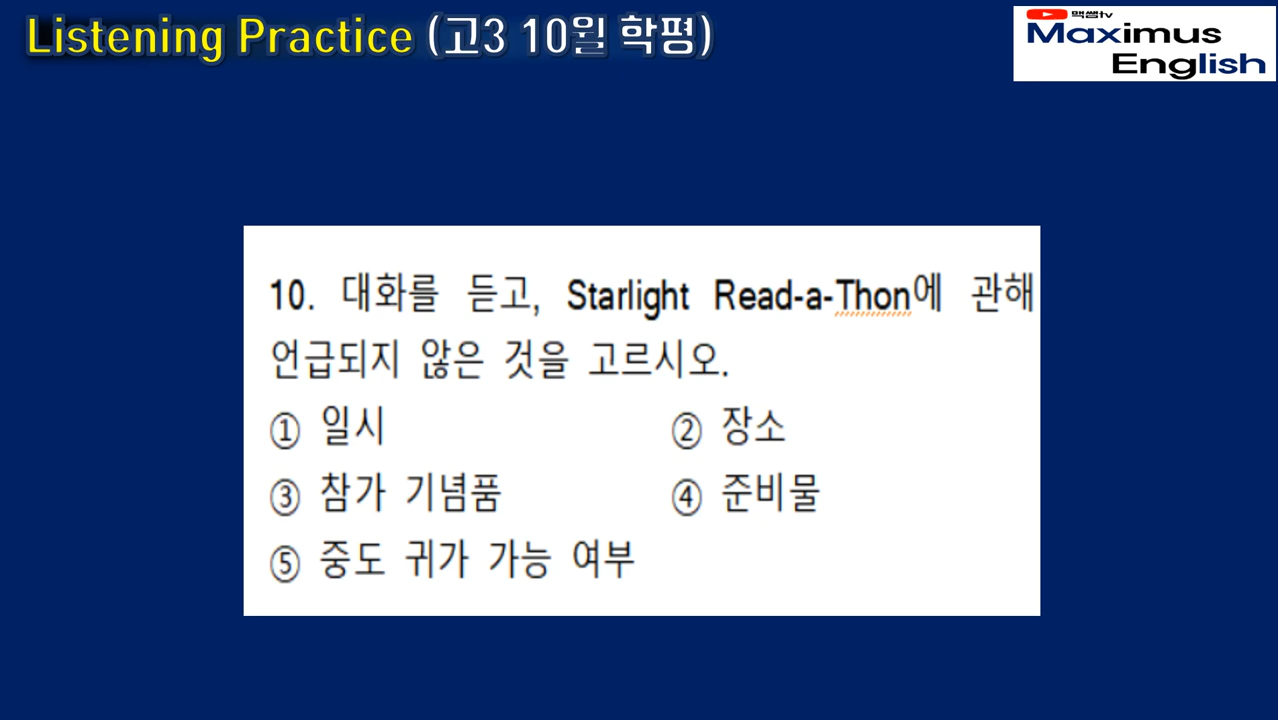 Listening Practice (고3 10월 학평)
맥쌤tv
Maximus
English
10. 대화를 듣고, Starlight Read-a-Thon에 관해
언급되지 않은 것을 고르시오.
① 일시 ② 장소
③ 참가 기념품 ④ 준비물
⑤ 중도 귀가 가능 여부